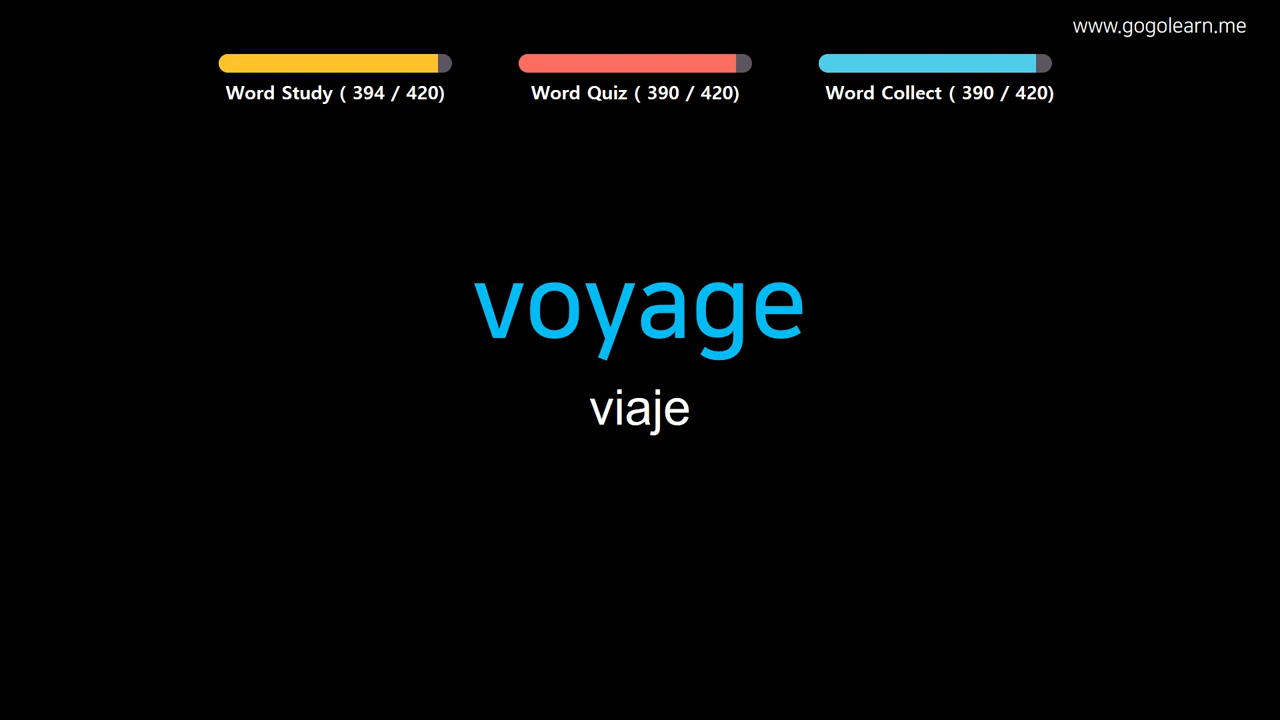 www.gogolearn.me
Word Study ( 394 / 420)
Word Quiz ( 390 / 420)
Word Collect ( 390 / 420)
voyage
viaje